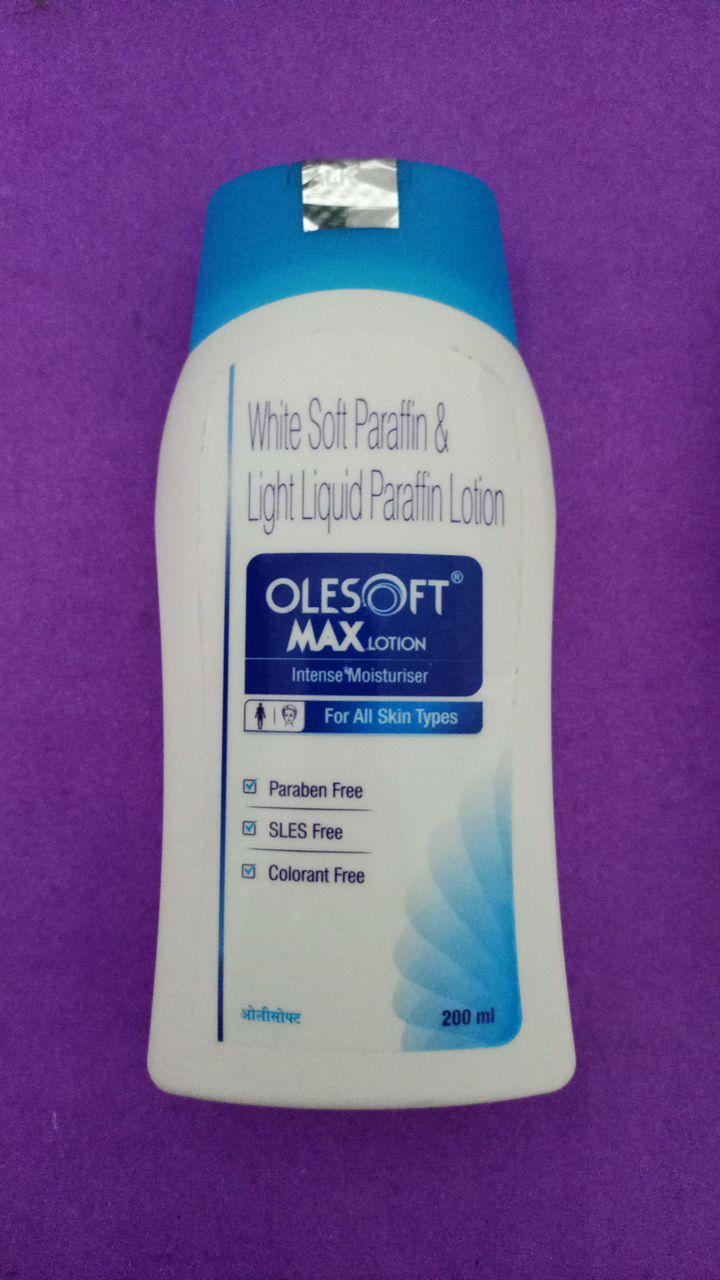 White Soft Paraffin &
Light Liquid Paraffin Lotion
OLESOFT®
MAX LOTION
Intense Moisturiser
For All Skin Types
Paraben Free
SLES Free
Colorant Free
ओलीसोफ्ट
200 ml